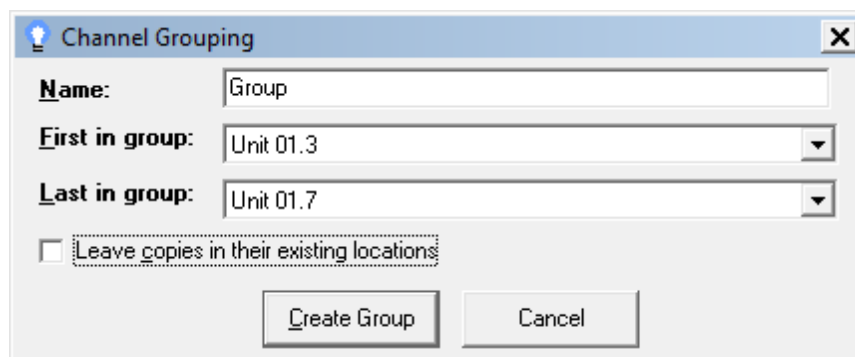 Channel Grouping
Name: Group
First in group: Unit 01.3
Last in group: Unit 01.7
Leave copies in their existing locations
Create Group Cancel